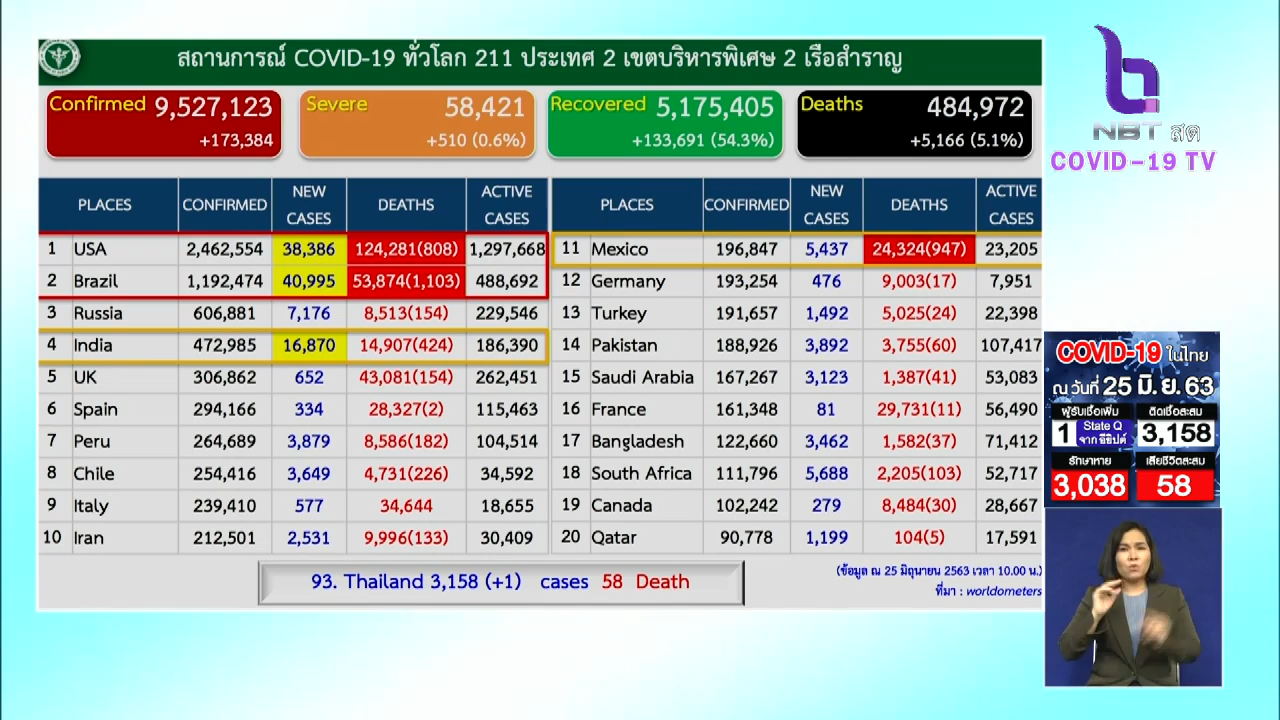 สถานการณ์ COVID-19 ทั่วโลก 211 ประเทศ 2 เขตบริหารพิเศษ 2 เรือสำราญ
Confirmed 9,527,123
+173,384
Severe 58,421
+510 (0.6%)
Recovered 5,175,405
+133,691 (54.3%)
Deaths 484,972
+5,166 (5.1%)
PLACES CONFIRMED NEW CASES DEATHS ACTIVE CASES
1 USA 2,462,554 38,386 124,281(808) 1,297,668
2 Brazil 1,192,474 40,995 53,874(1,103) 488,692
3 Russia 606,881 7,176 8,513(154) 229,546
4 India 472,985 16,870 14,907(424) 186,390
5 UK 306,862 652 43,081(154) 262,451
6 Spain 294,166 334 28,327(2) 115,463
7 Peru 264,689 3,879 8,586(182) 104,514
8 Chile 254,416 3,649 4,731(226) 34,592
9 Italy 239,410 577 34,644 18,655
10 Iran 212,501 2,531 9,996(133) 30,409
PLACES CONFIRMED NEW CASES DEATHS ACTIVE CASES
11 Mexico 196,847 5,437 24,324(947) 23,205
12 Germany 193,254 476 9,003(17) 7,951
13 Turkey 191,657 1,492 5,025(24) 22,398
14 Pakistan 188,926 3,892 3,755(60) 107,417
15 Saudi Arabia 167,267 3,123 1,387(41) 53,083
16 France 161,348 81 29,731(11) 56,490
17 Bangladesh 122,660 3,462 1,582(37) 71,412
18 South Africa 111,796 5,688 2,205(103) 52,717
19 Canada 102,242 279 8,484(30) 28,667
20 Qatar 90,778 1,199 104(5) 17,591
93. Thailand 3,158 (+1) cases 58 Death
(ข้อมูล ณ 25 มิถุนายน 2563 เวลา 10.00 น.)
ที่มา : worldometers
NBT สด
COVID-19 TV
COVID-19 ในไทย
ณ วันที่ 25 มิ.ย. 63
ผู้รับเชื้อเพิ่ม ติดเชื้อสะสม
1 State Q จากอียิปต์ 3,158
รักษาหาย เสียชีวิตสะสม
3,038 58